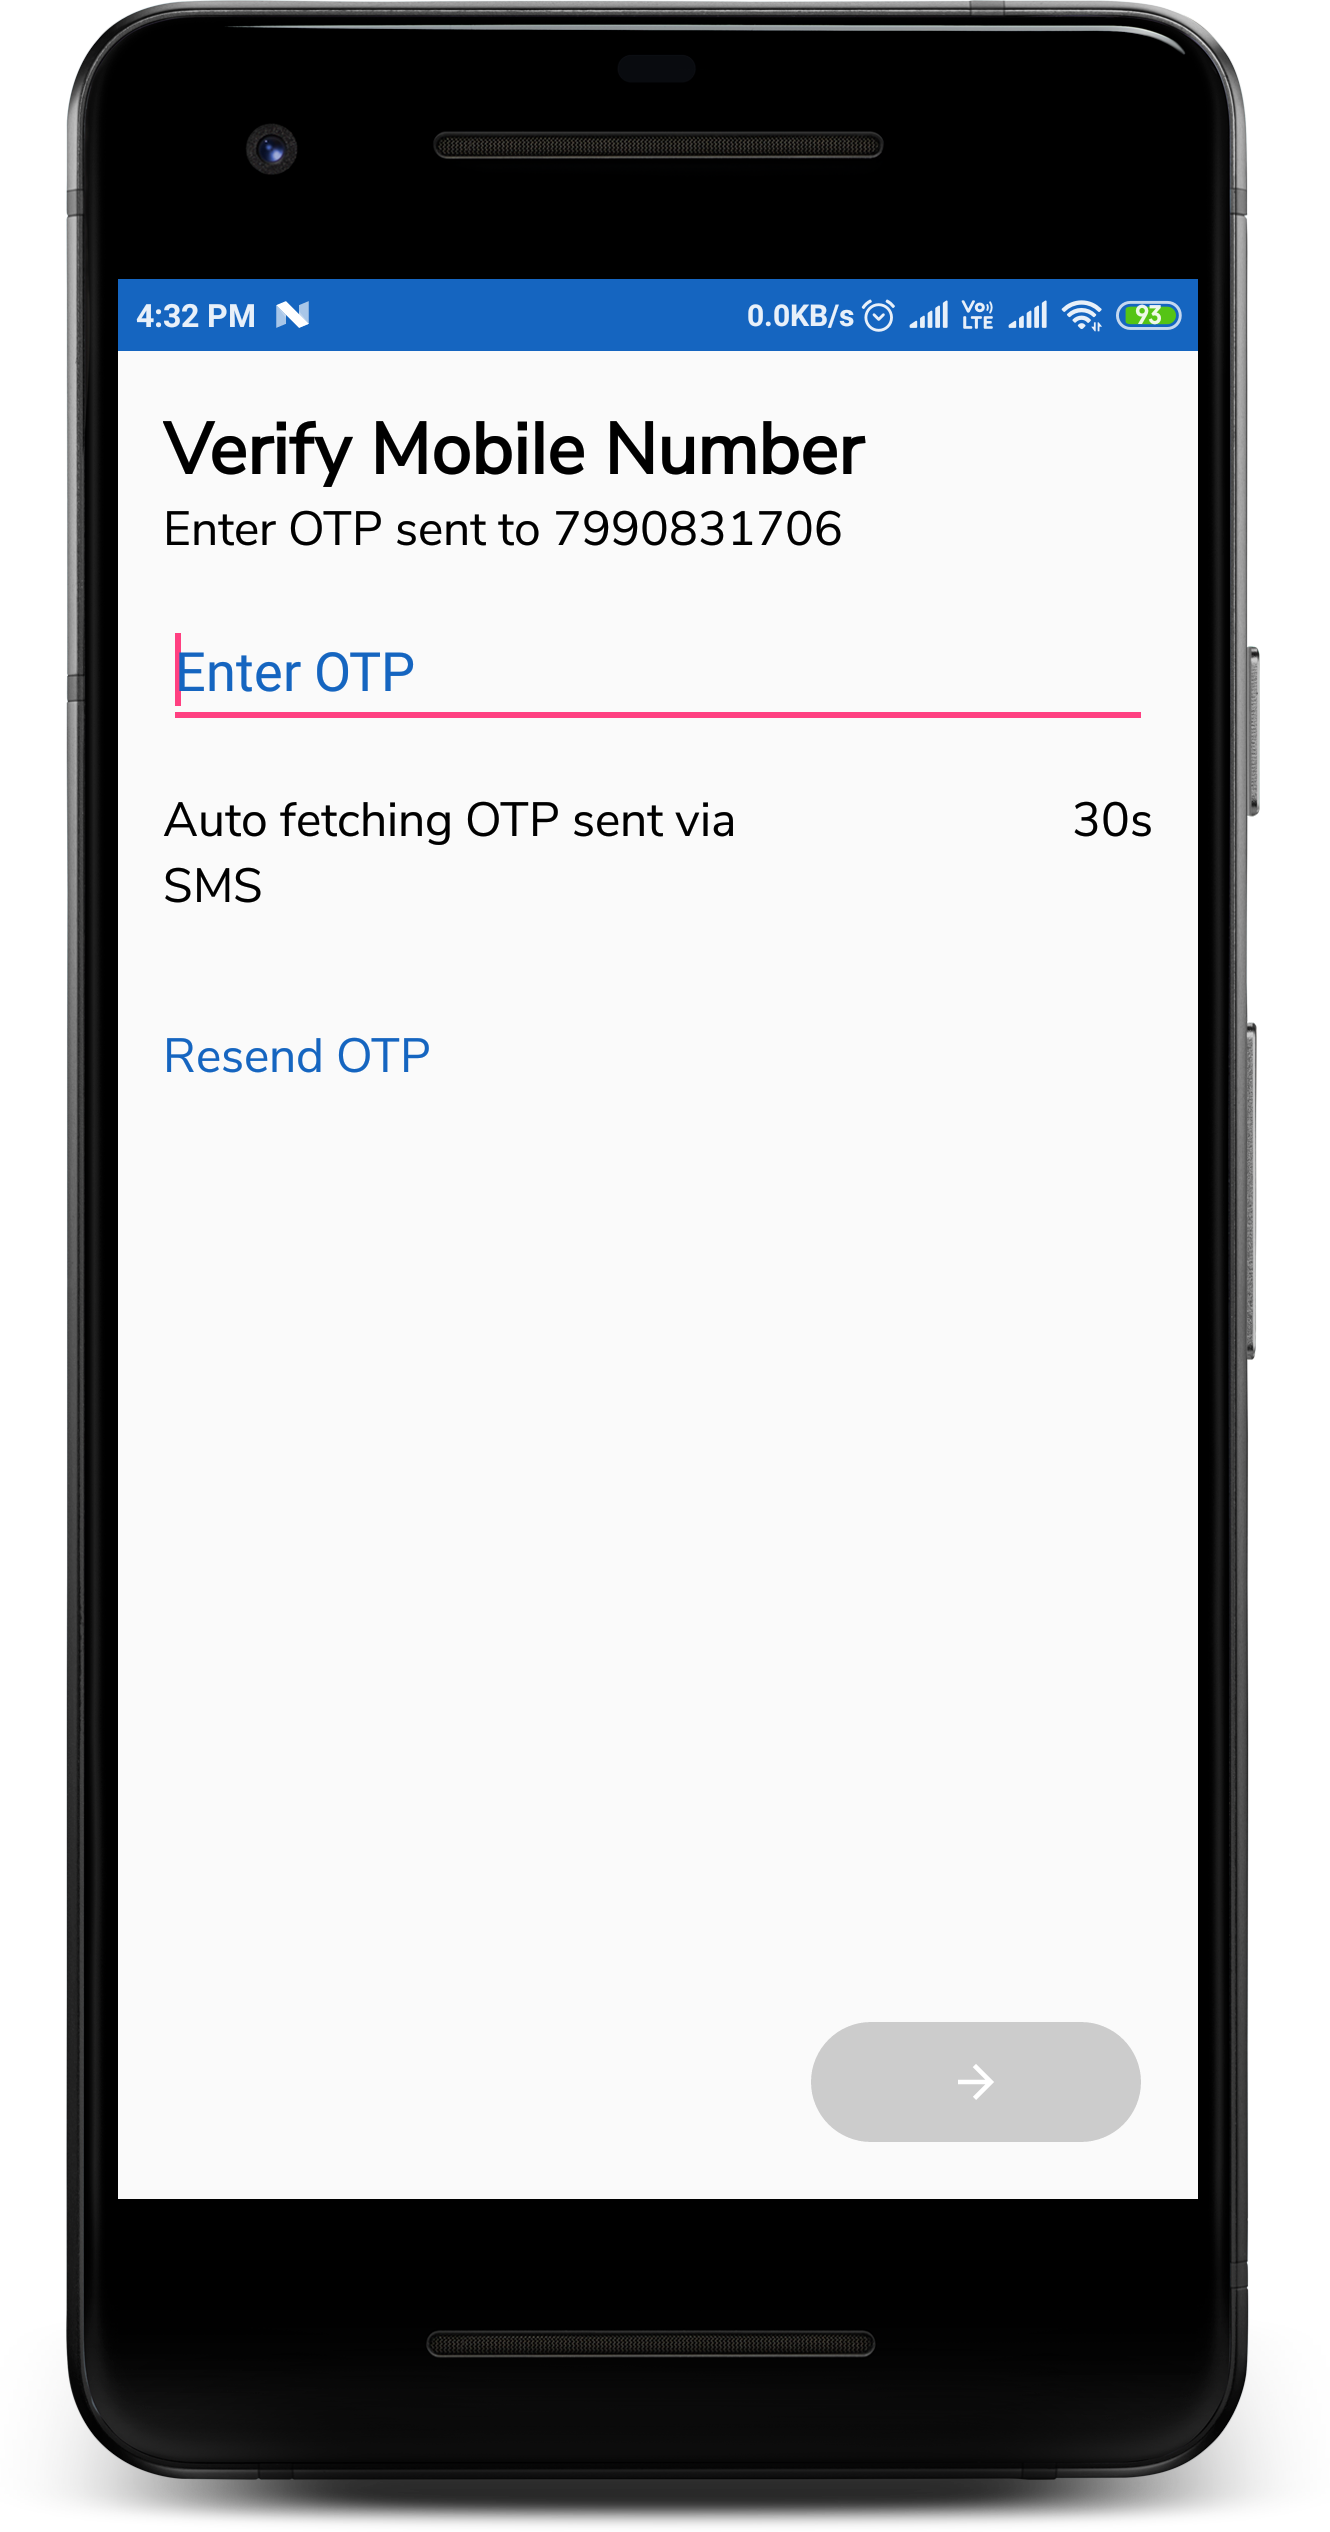 4:32 PM 0.0KB/s Vo)) LTE 93
Verify Mobile Number
Enter OTP sent to 7990831706
Enter OTP
Auto fetching OTP sent via 30s
SMS
Resend OTP